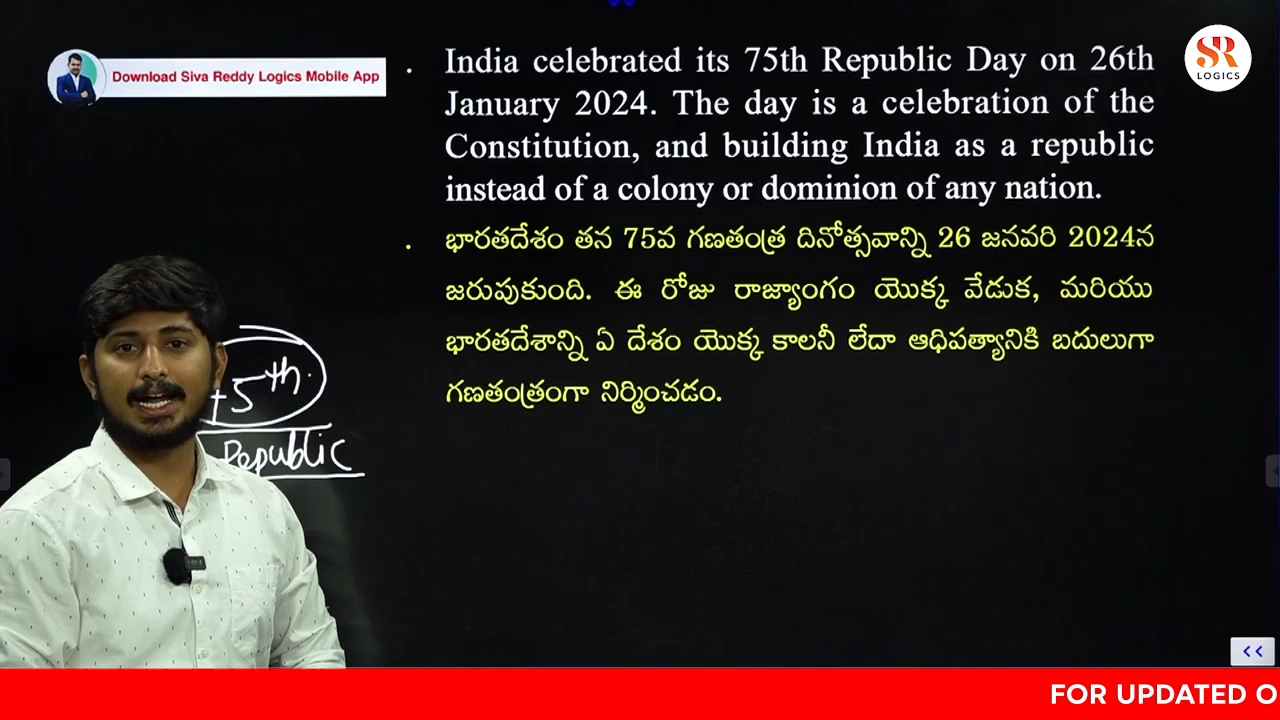 Download Siva Reddy Logics Mobile App
SR
LOGICS
. India celebrated its 75th Republic Day on 26th
January 2024. The day is a celebration of the
Constitution, and building India as a republic
instead of a colony or dominion of any nation.
. భారతదేశం తన 75వ గణతంత్ర దినోత్సవాన్ని 26 జనవరి 2024న
జరుపుకుంది. ఈ రోజు రాజ్యాంగం యొక్క వేడుక, మరియు
భారతదేశాన్ని ఏ దేశం యొక్క కాలనీ లేదా ఆధిపత్యానికి బదులుగా
గణతంత్రంగా నిర్మించడం.
5th
Republic
<<
FOR UPDATED O